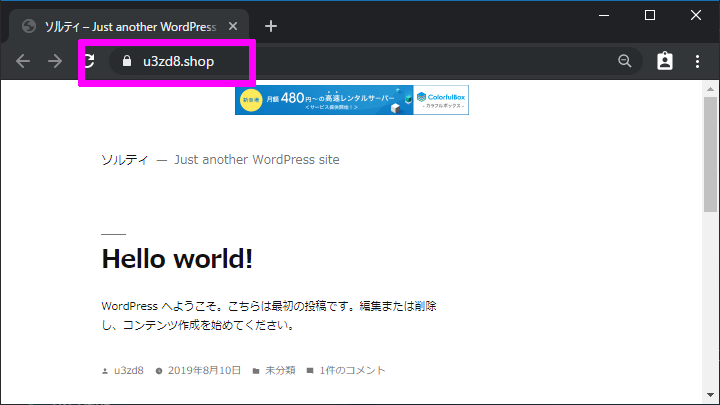 ソルティ – Just another WordPress
u3zd8.shop
新登場 月額 480円~の高速レンタルサーバー ColorfulBox
<サービス提供開始!> カラフルボックス
ソルティ — Just another WordPress site
Hello world!
WordPress へようこそ。こちらは最初の投稿です。編集または削除
し、コンテンツ作成を始めてください。
u3zd8 2019年8月10日 未分類 1件のコメント